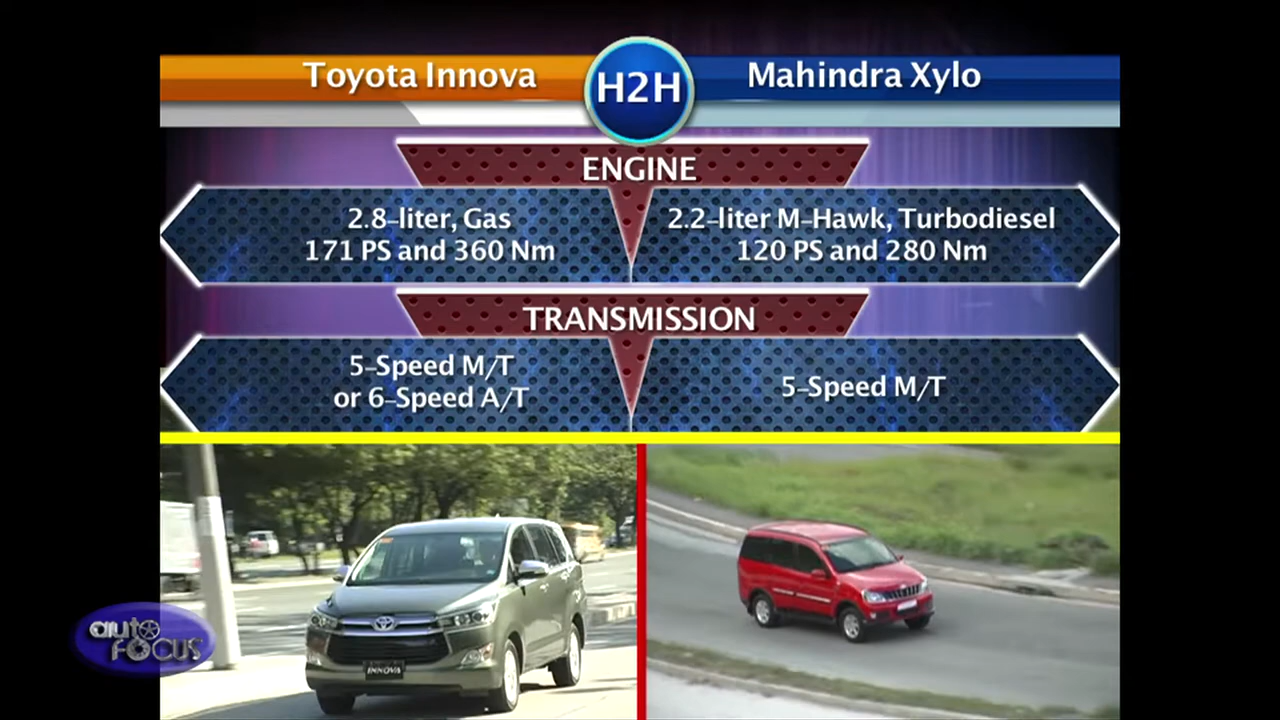 Toyota Innova
H2H
Mahindra Xylo
ENGINE
2.8-liter, Gas
171 PS and 360 Nm
2.2-liter M-Hawk, Turbodiesel
120 PS and 280 Nm
TRANSMISSION
5-Speed M/T
or 6-Speed A/T
5-Speed M/T
INNOVA
auto
FOCUS